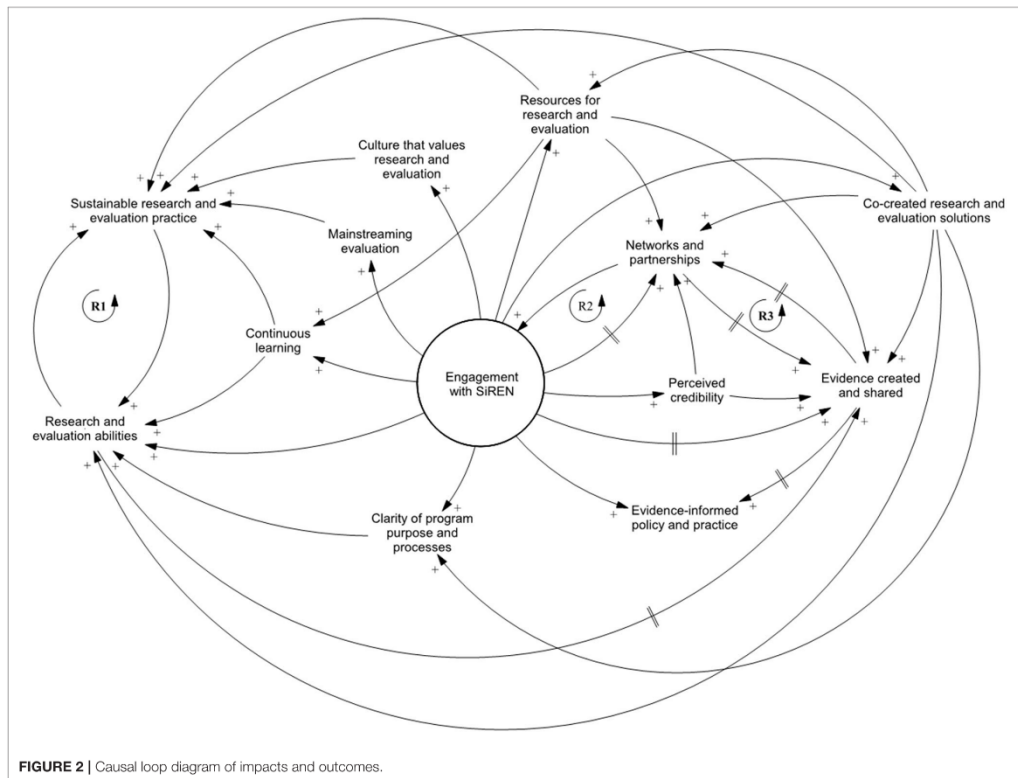 Resources for
research and
evaluation
Culture that values
research and
evaluation
Sustainable research and
evaluation practice
Co-created research and
evaluation solutions
Mainstreaming
evaluation
Networks and
partnerships
R1
R2
R3
Continuous
learning
Engagement
with SiREN
Perceived
credibility
Evidence created
and shared
Research and
evaluation abilities
Clarity of program
purpose and
processes
Evidence-informed
policy and practice
FIGURE 2 | Causal loop diagram of impacts and outcomes.